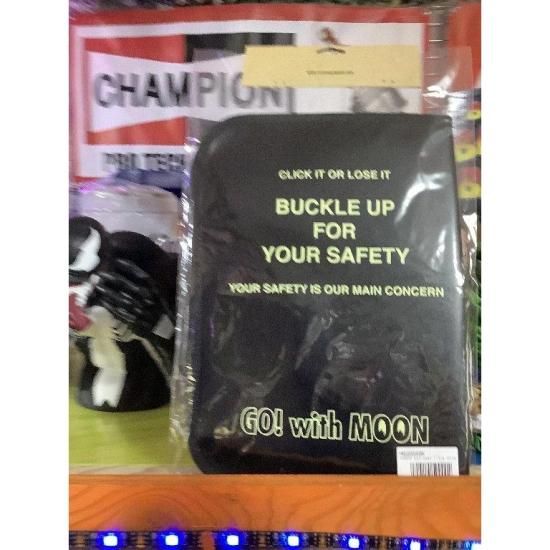 CHAMPION
CLICK IT OR LOSE IT
BUCKLE UP
FOR
YOUR SAFETY
YOUR SAFETY IS OUR MAIN CONCERN
GO! with MOON